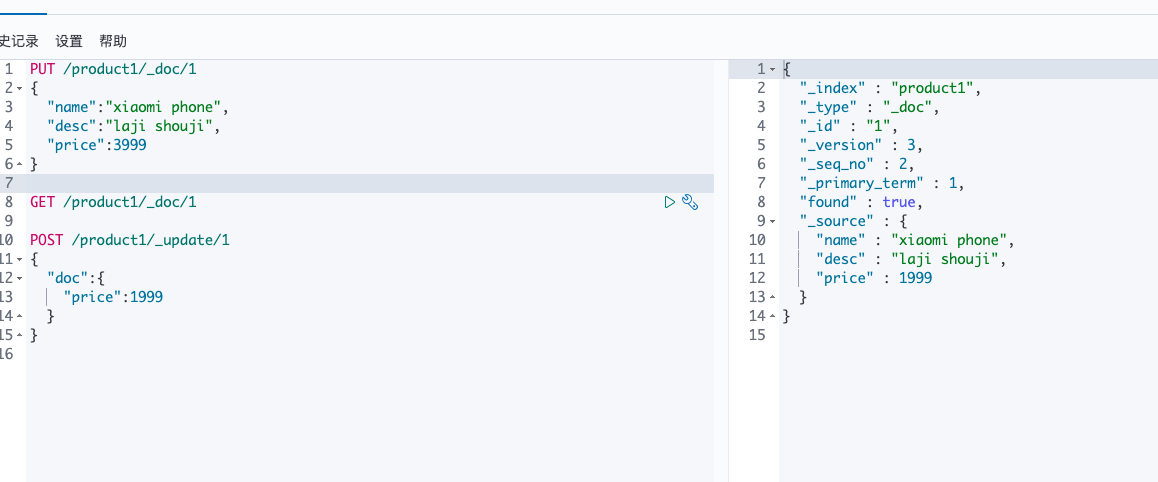 史记录 设置 帮助
1 PUT /product1/_doc/1
2 {
3 "name":"xiaomi phone",
4 "desc":"laji shouji",
5 "price":3999
6 }
7
8 GET /product1/_doc/1
9
10 POST /product1/_update/1
11 {
12 "doc":{
13 "price":1999
14 }
15 }
16
1 {
2 "_index" : "product1",
3 "_type" : "_doc",
4 "_id" : "1",
5 "_version" : 3,
6 "_seq_no" : 2,
7 "_primary_term" : 1,
8 "found" : true,
9 "_source" : {
10 "name" : "xiaomi phone",
11 "desc" : "laji shouji",
12 "price" : 1999
13 }
14 }
15